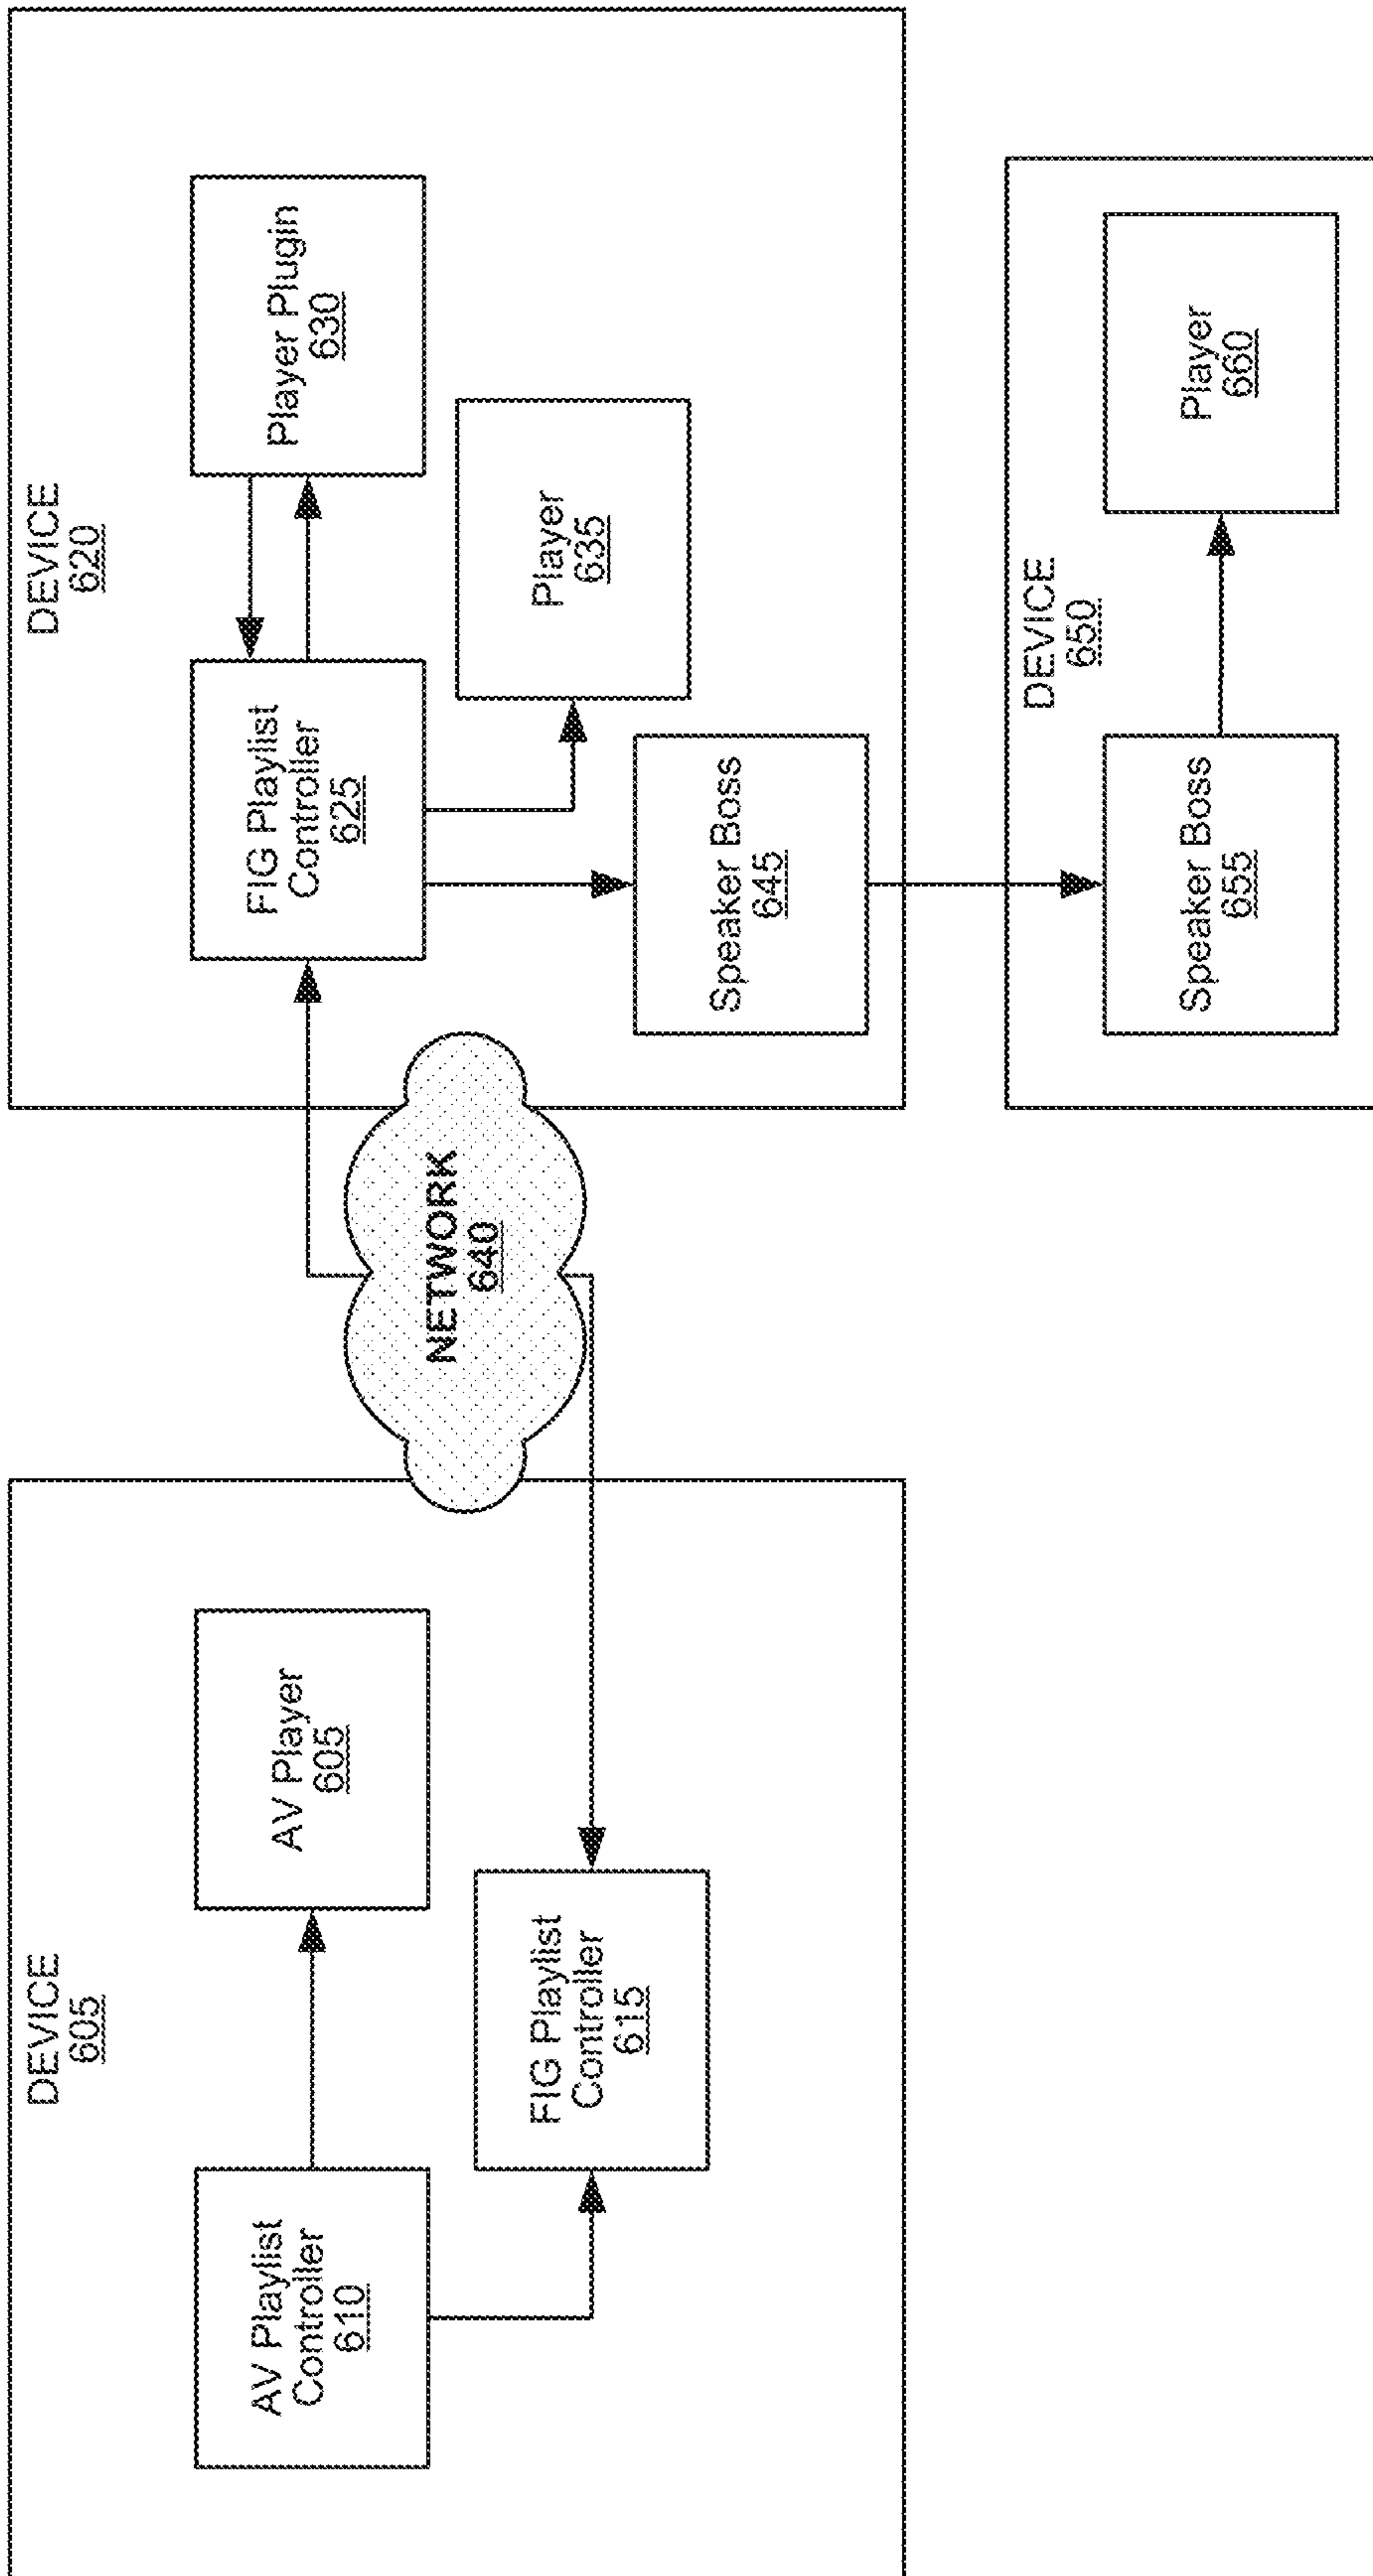 DEVICE
605
AV Playlist
Controller
610
AV Player
605
FIG Playlist
Controller
615
NETWORK
640
DEVICE
620
FIG Playlist
Controller
625
Player Plugin
630
Player
635
Speaker Boss
645
DEVICE
650
Speaker Boss
655
Player
660